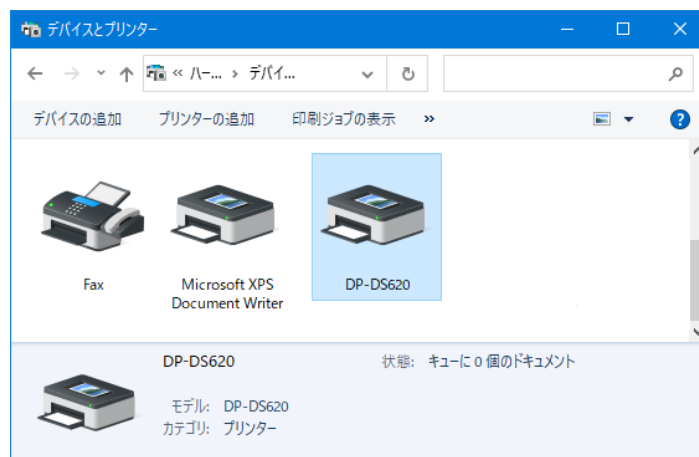 デバイスとプリンター
« ハー... › デバイ...
デバイスの追加 プリンターの追加 印刷ジョブの表示 »
Fax
Microsoft XPS
Document Writer
DP-DS620
DP-DS620 状態: キューに 0 個のドキュメント
モデル: DP-DS620
カテゴリ: プリンター